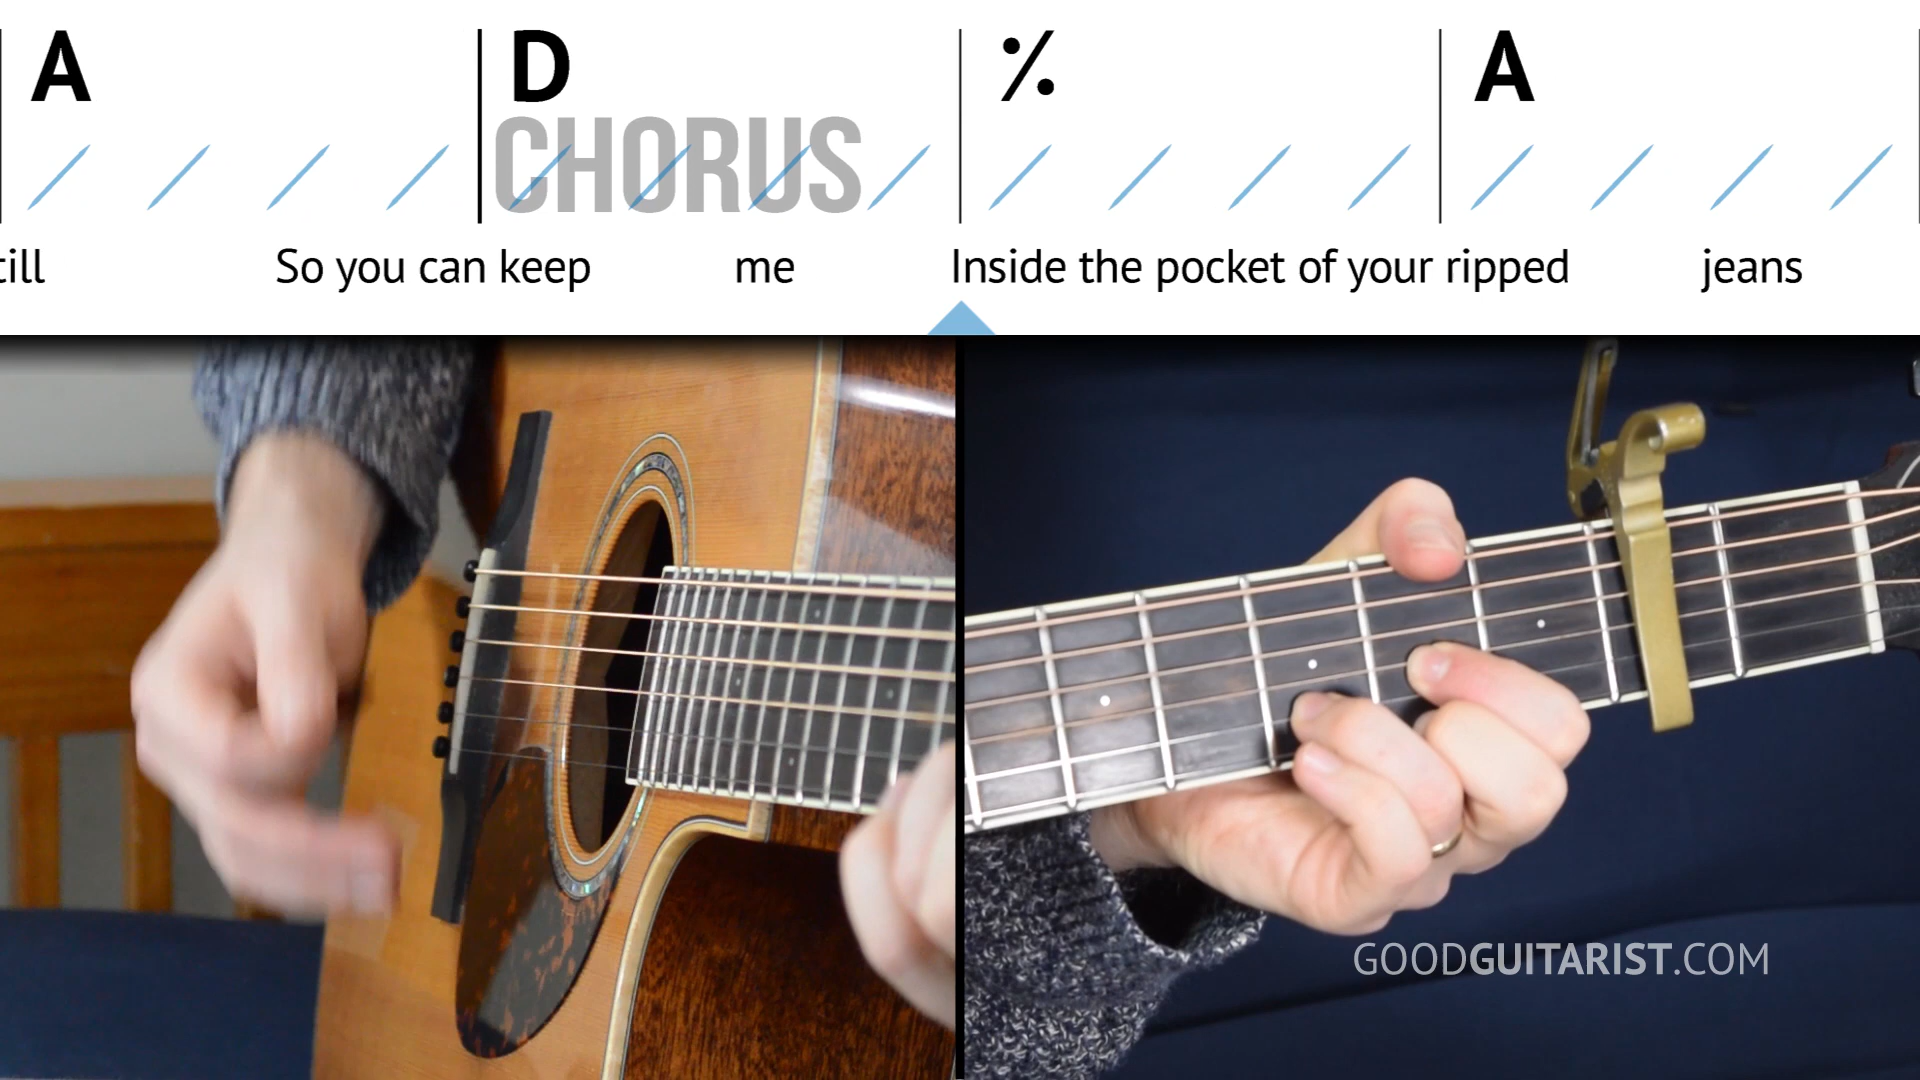 A D ٪ A
CHORUS
till So you can keep me Inside the pocket of your ripped jeans
GOODGUITARIST.COM